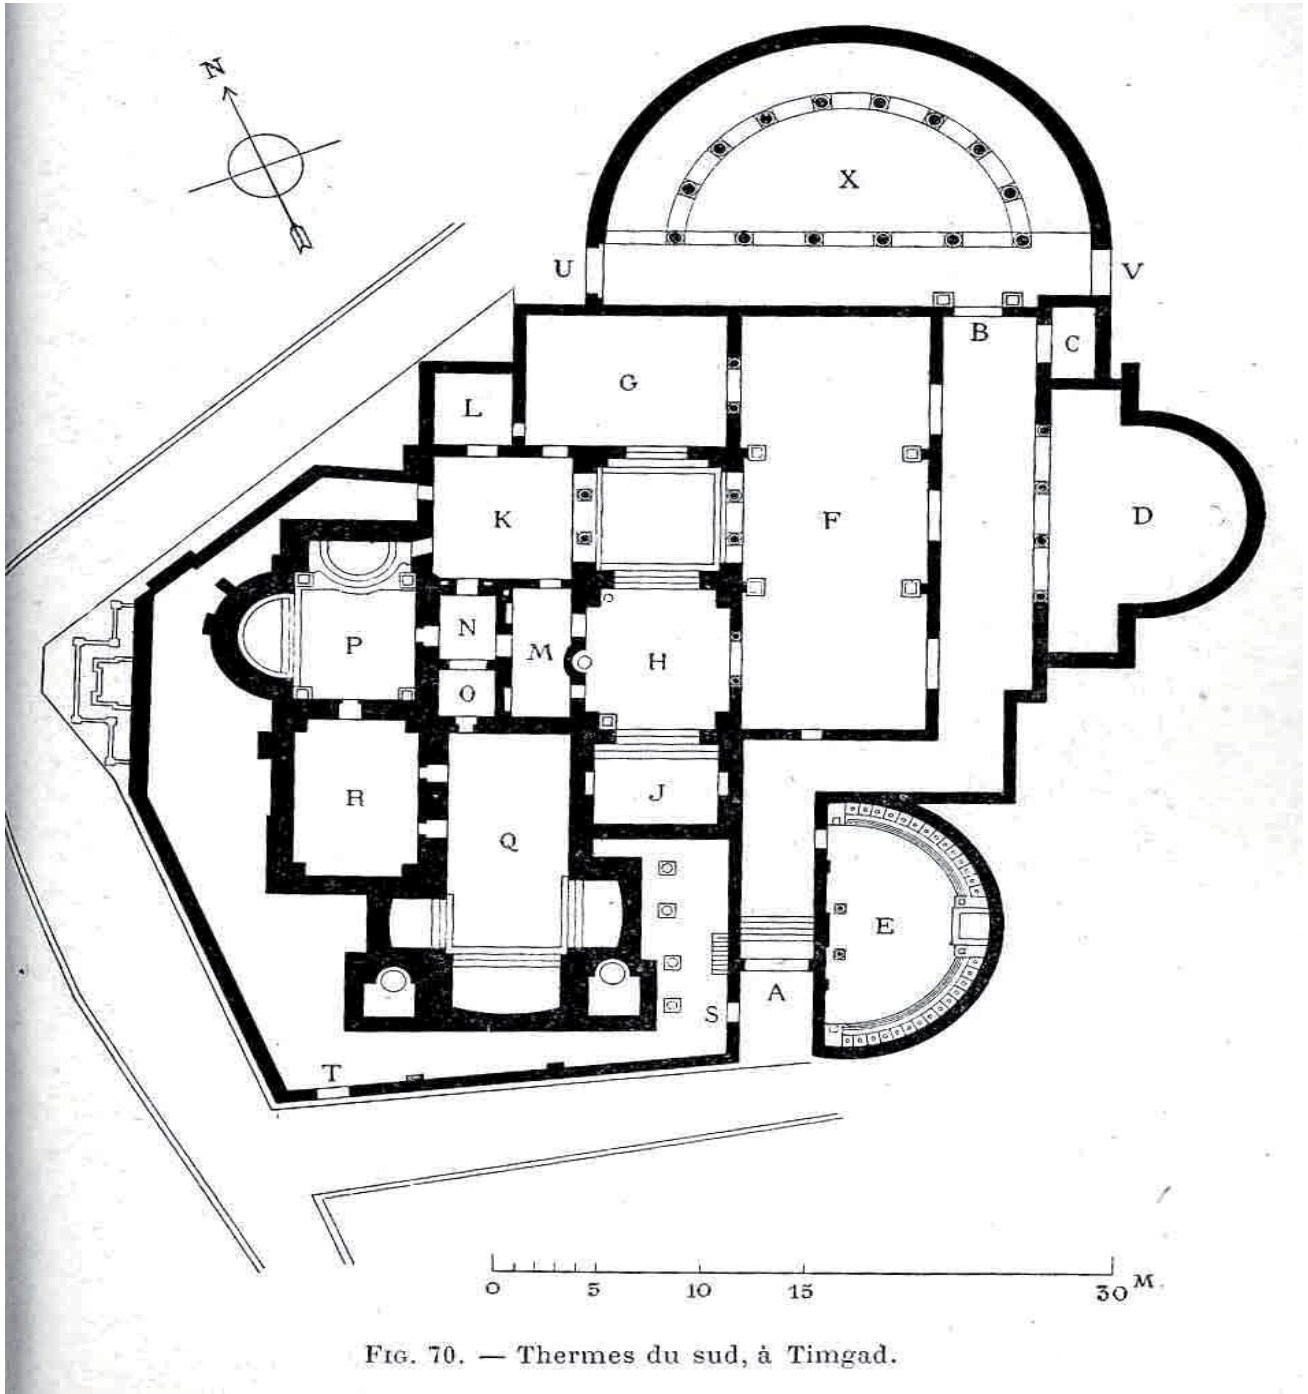 N
X
U
V
B
C
G
L
K
F
D
N
M
H
P
O
R
Q
J
E
S
A
T
0 5 10 15 30 M.
FIG. 70. — Thermes du sud, à Timgad.